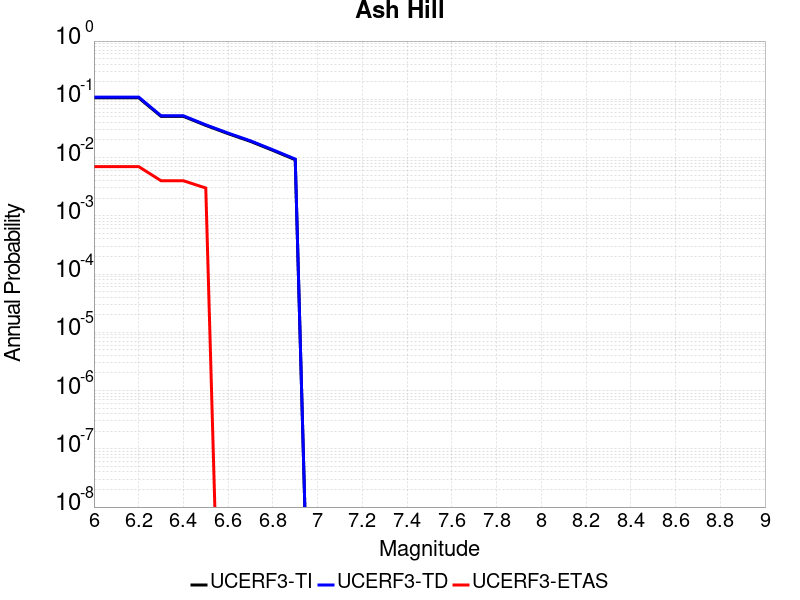 Ash Hill
10 0
10 -1
10 -2
10 -3
10 -4
10 -5
10 -6
10 -7
10 -8
Annual Probability
6 6.2 6.4 6.6 6.8 7 7.2 7.4 7.6 7.8 8 8.2 8.4 8.6 8.8 9
Magnitude
UCERF3-TI UCERF3-TD UCERF3-ETAS